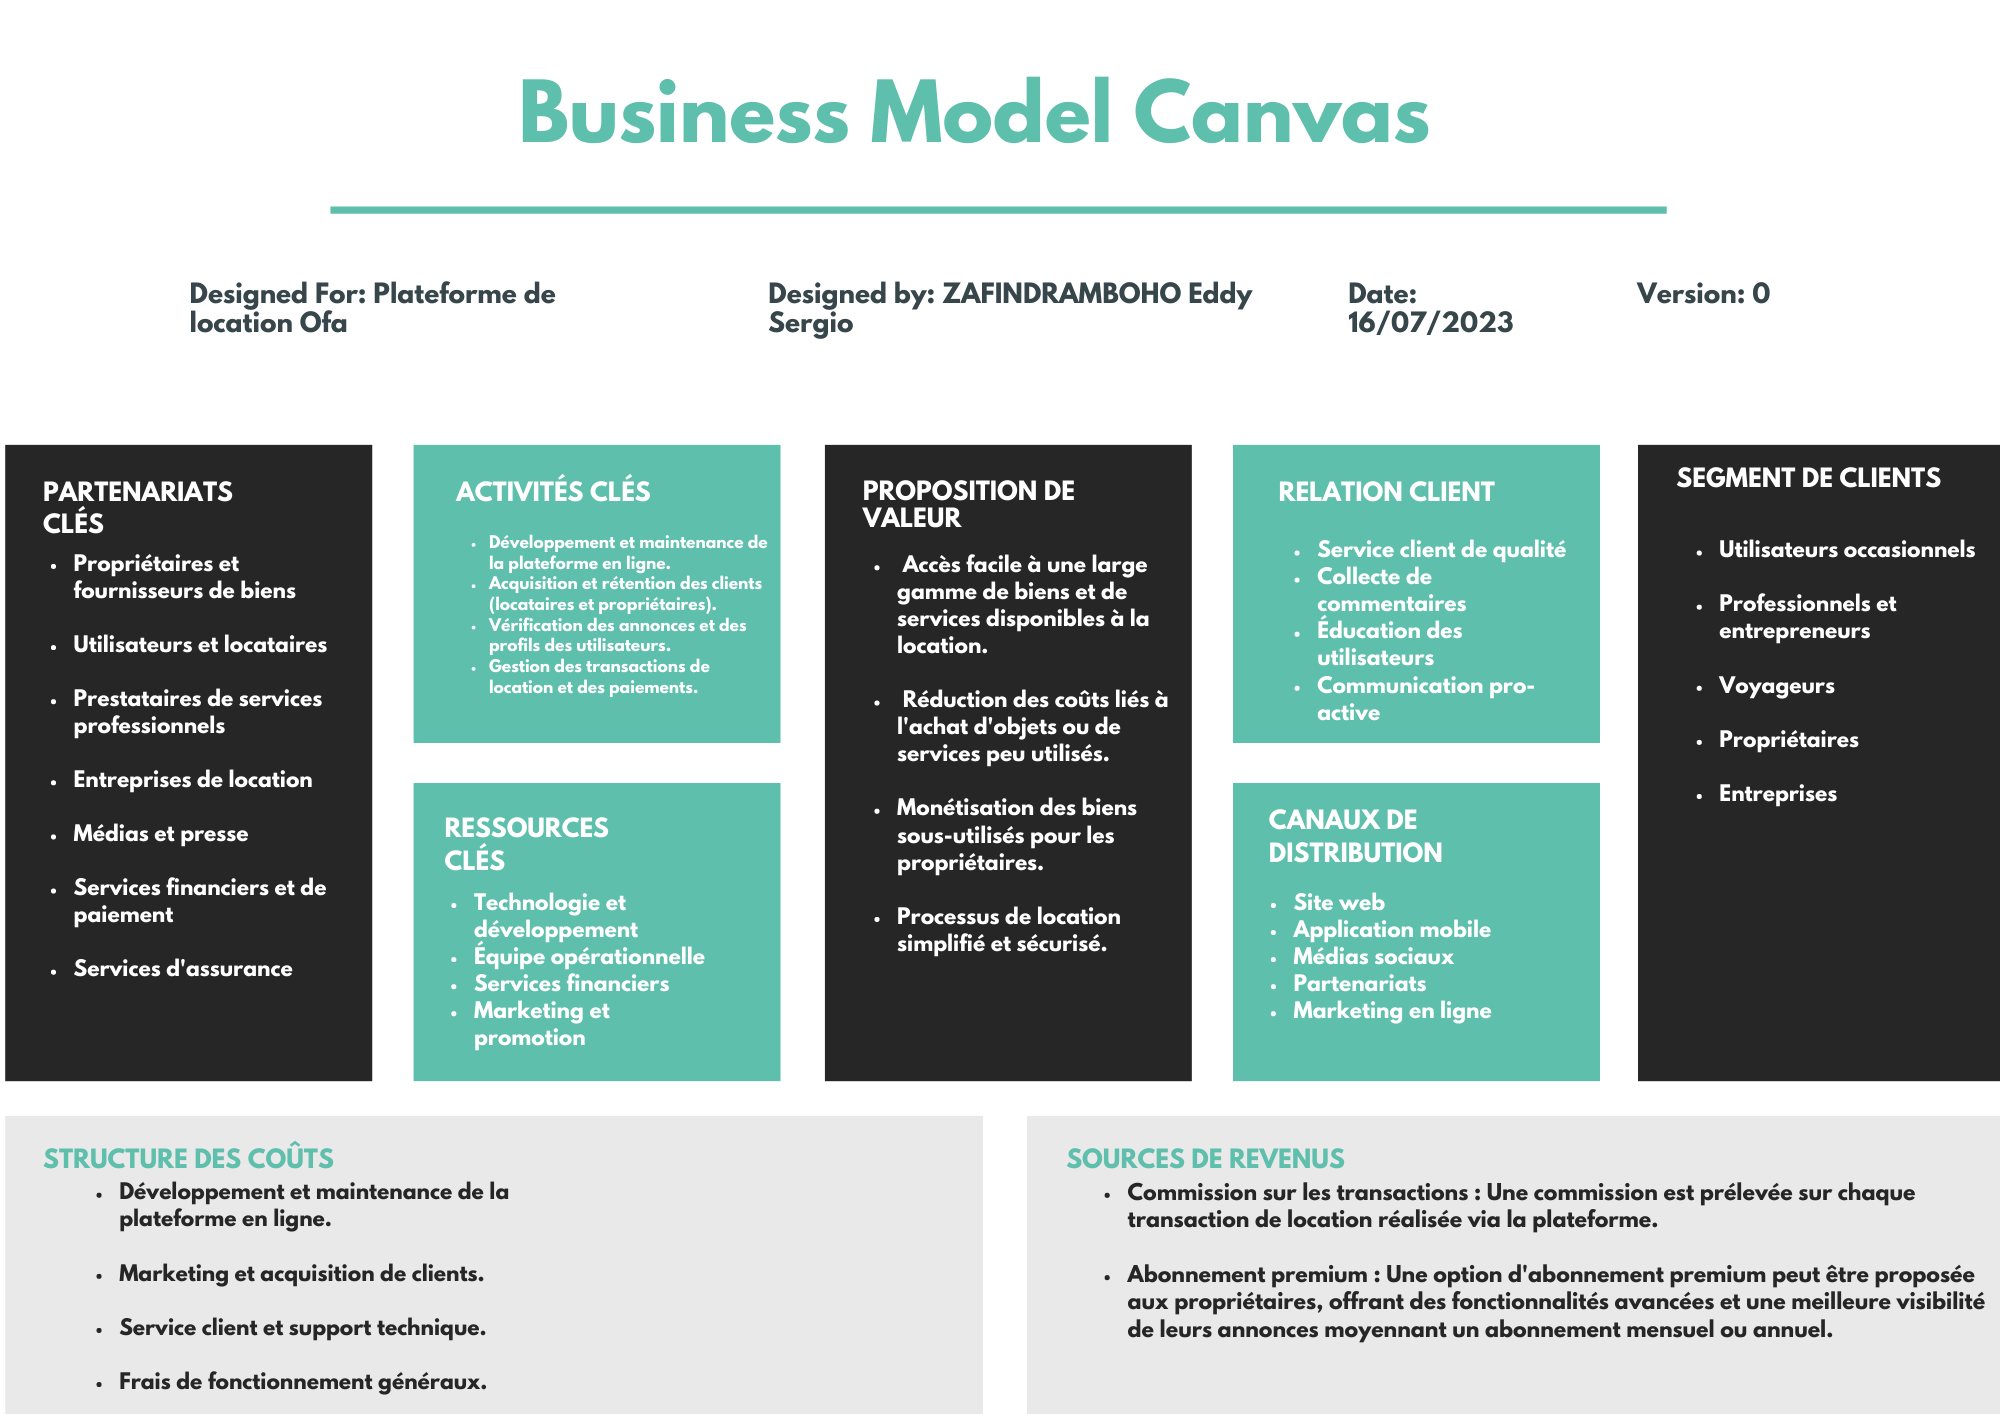 Business Model Canvas
Designed For: Plateforme de
location Ofa
Designed by: ZAFINDRAMBOHO Eddy
Sergio
Date:
16/07/2023
Version: 0
PARTENARIATS
CLÉS
• Propriétaires et
fournisseurs de biens
• Utilisateurs et locataires
• Prestataires de services
professionnels
• Entreprises de location
• Médias et presse
• Services financiers et de
paiement
• Services d'assurance
ACTIVITÉS CLÉS
• Développement et maintenance de
la plateforme en ligne.
• Acquisition et rétention des clients
(locataires et propriétaires).
• Vérification des annonces et des
profils des utilisateurs.
• Gestion des transactions de
location et des paiements.
RESSOURCES
CLÉS
• Technologie et
développement
• Équipe opérationnelle
• Services financiers
• Marketing et
promotion
PROPOSITION DE
VALEUR
• Accès facile à une large
gamme de biens et de
services disponibles à la
location.
• Réduction des coûts liés à
l'achat d'objets ou de
services peu utilisés.
• Monétisation des biens
sous-utilisés pour les
propriétaires.
• Processus de location
simplifié et sécurisé.
RELATION CLIENT
• Service client de qualité
• Collecte de
commentaires
• Éducation des
utilisateurs
• Communication pro-
active
CANAUX DE
DISTRIBUTION
• Site web
• Application mobile
• Médias sociaux
• Partenariats
• Marketing en ligne
SEGMENT DE CLIENTS
• Utilisateurs occasionnels
• Professionnels et
entrepreneurs
• Voyageurs
• Propriétaires
• Entreprises
STRUCTURE DES COÛTS
• Développement et maintenance de la
plateforme en ligne.
• Marketing et acquisition de clients.
• Service client et support technique.
• Frais de fonctionnement généraux.
SOURCES DE REVENUS
• Commission sur les transactions : Une commission est prélevée sur chaque
transaction de location réalisée via la plateforme.
• Abonnement premium : Une option d'abonnement premium peut être proposée
aux propriétaires, offrant des fonctionnalités avancées et une meilleure visibilité
de leurs annonces moyennant un abonnement mensuel ou annuel.